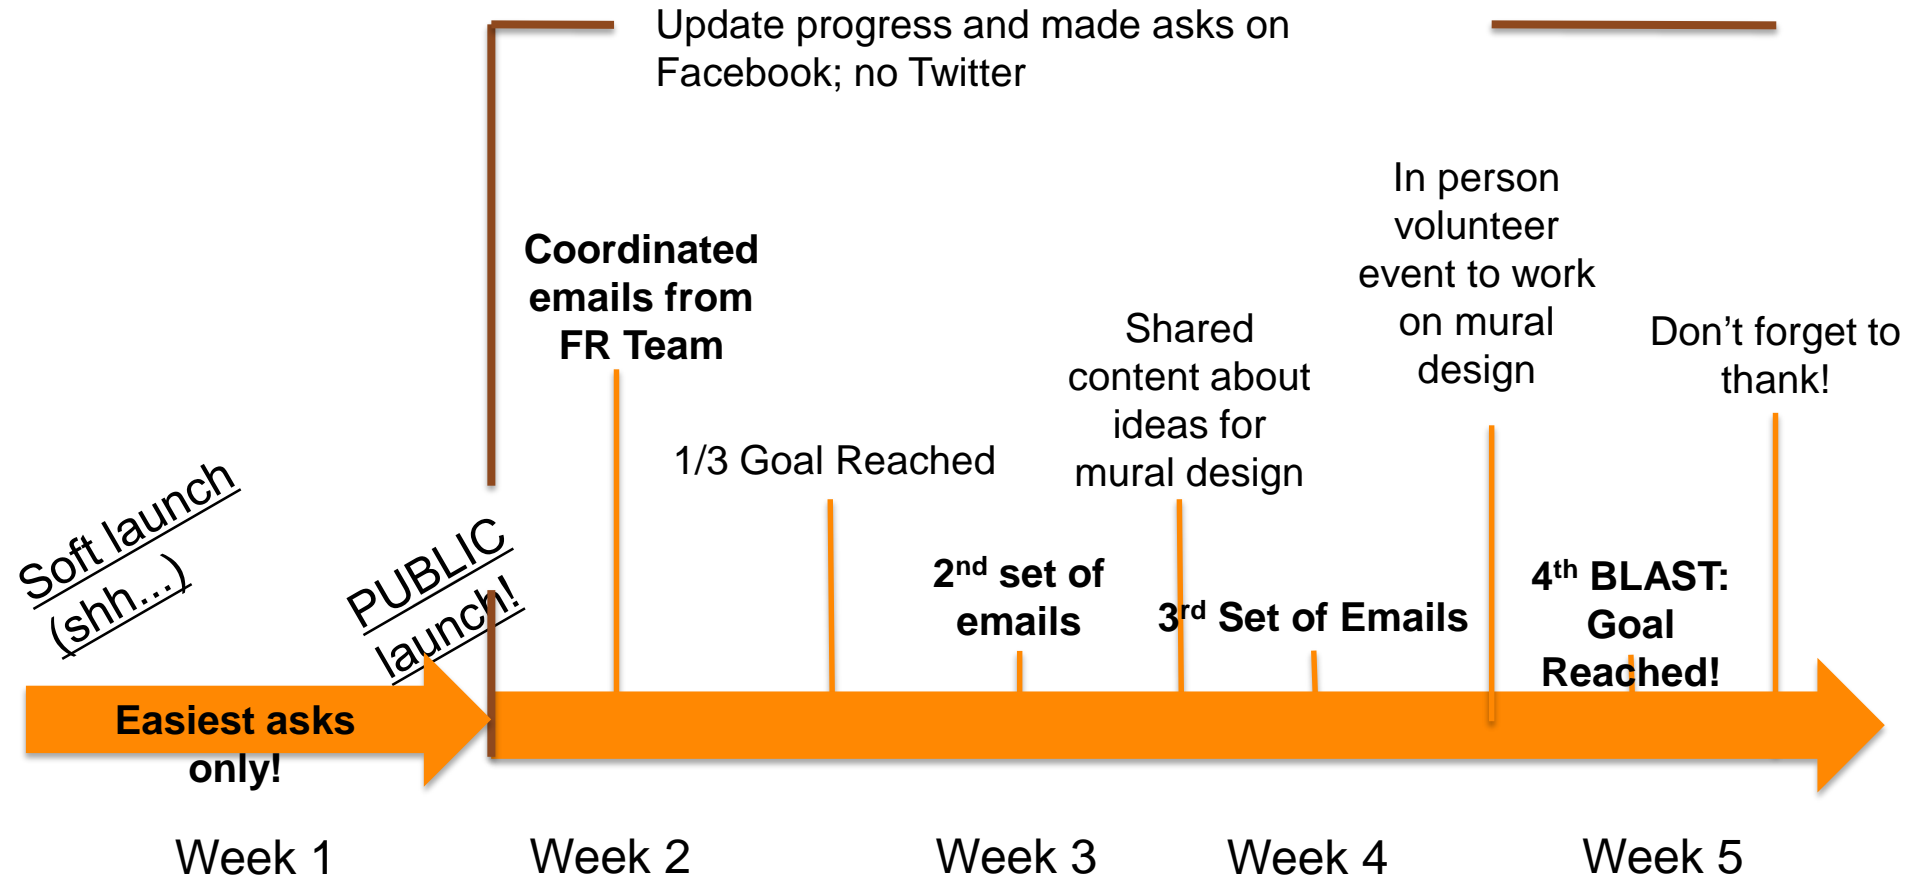 Update progress and made asks on
Facebook; no Twitter
Coordinated
emails from
FR Team
1/3 Goal Reached
Shared
content about
ideas for
mural design
In person
volunteer
event to work
on mural
design
Don’t forget to
thank!
Soft launch
(shh...)
PUBLIC
launch!
2nd set of
emails
3rd Set of Emails
4th BLAST:
Goal
Reached!
Easiest asks
only!
Week 1
Week 2
Week 3
Week 4
Week 5